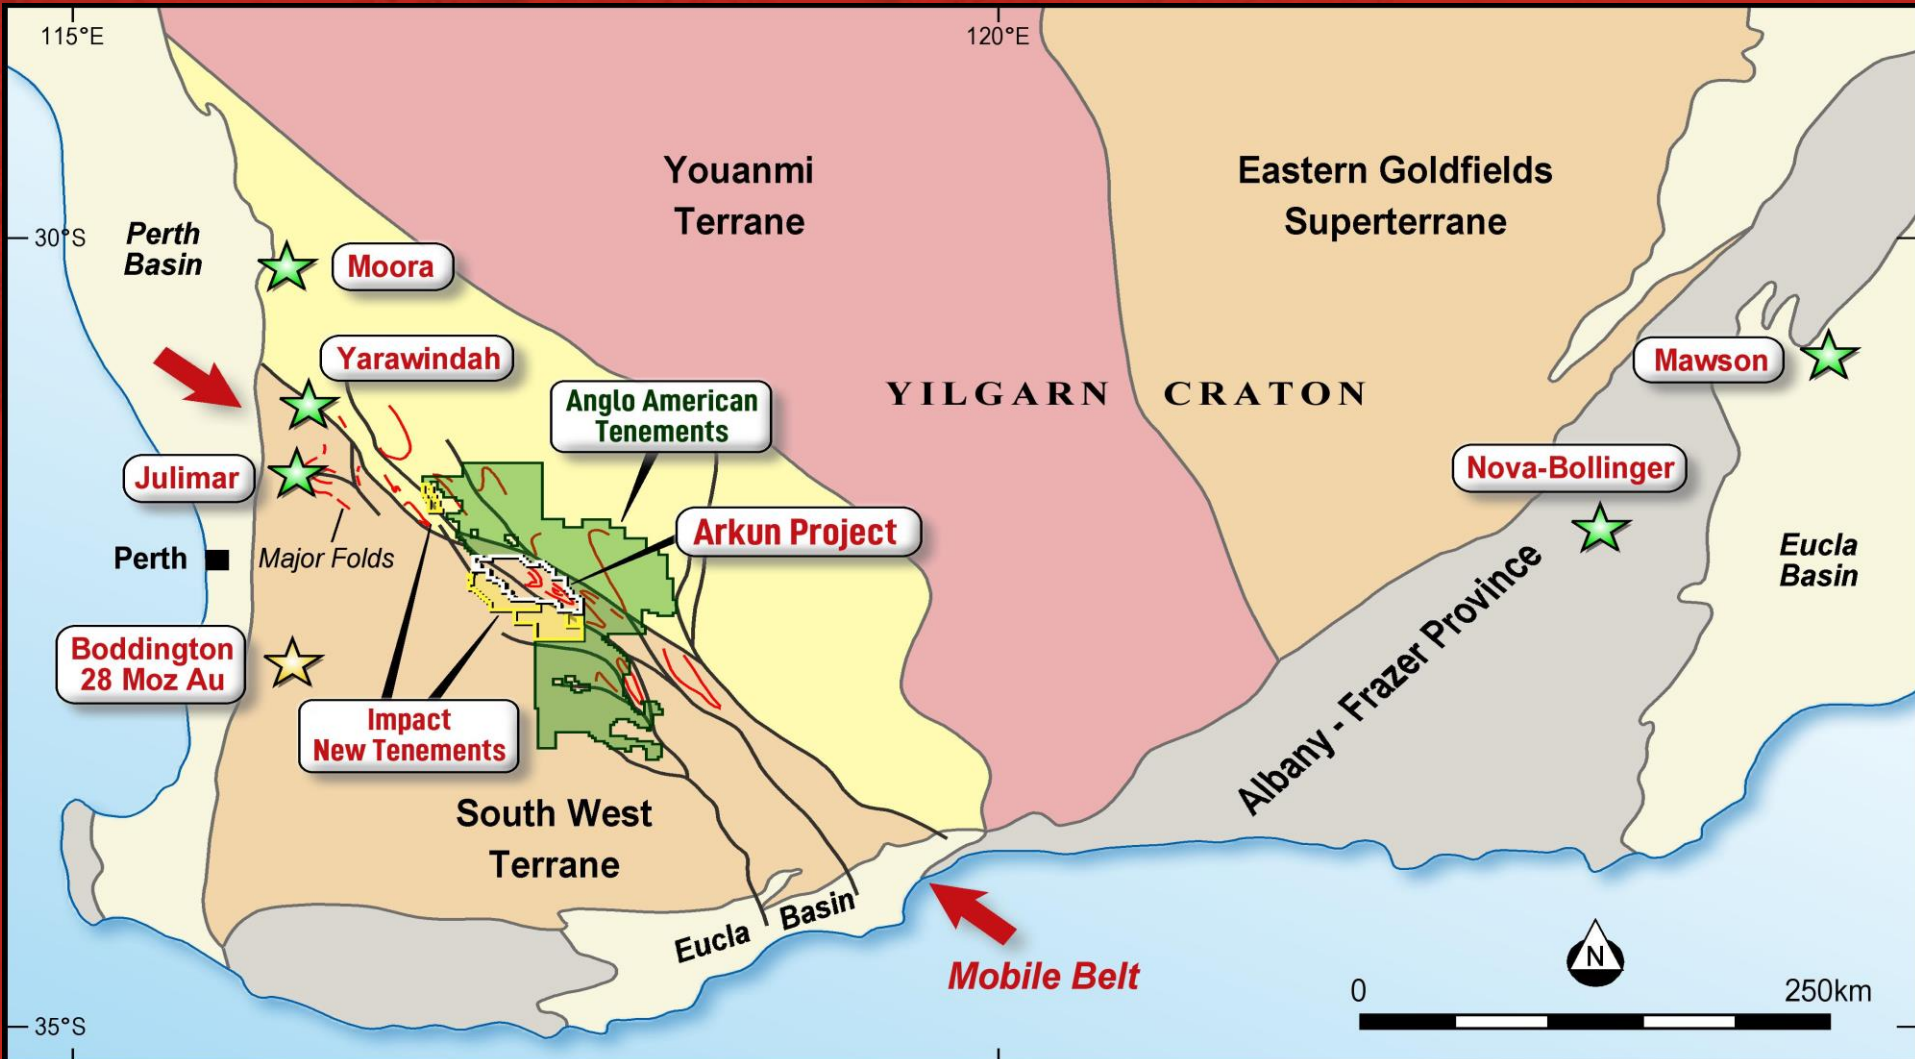 115°E
120°E
Youanmi
Terrane
Eastern Goldfields
Superterrane
30°S
Perth
Basin
Moora
Yarawindah
Mawson
Anglo American
Tenements
YILGARN CRATON
Julimar
Nova-Bollinger
Arkun Project
Perth
Major Folds
Eucla
Basin
Boddington
28 Moz Au
Impact
New Tenements
Albany - Frazer Province
South West
Terrane
Eucla Basin
Mobile Belt
N
0 250km
35°S